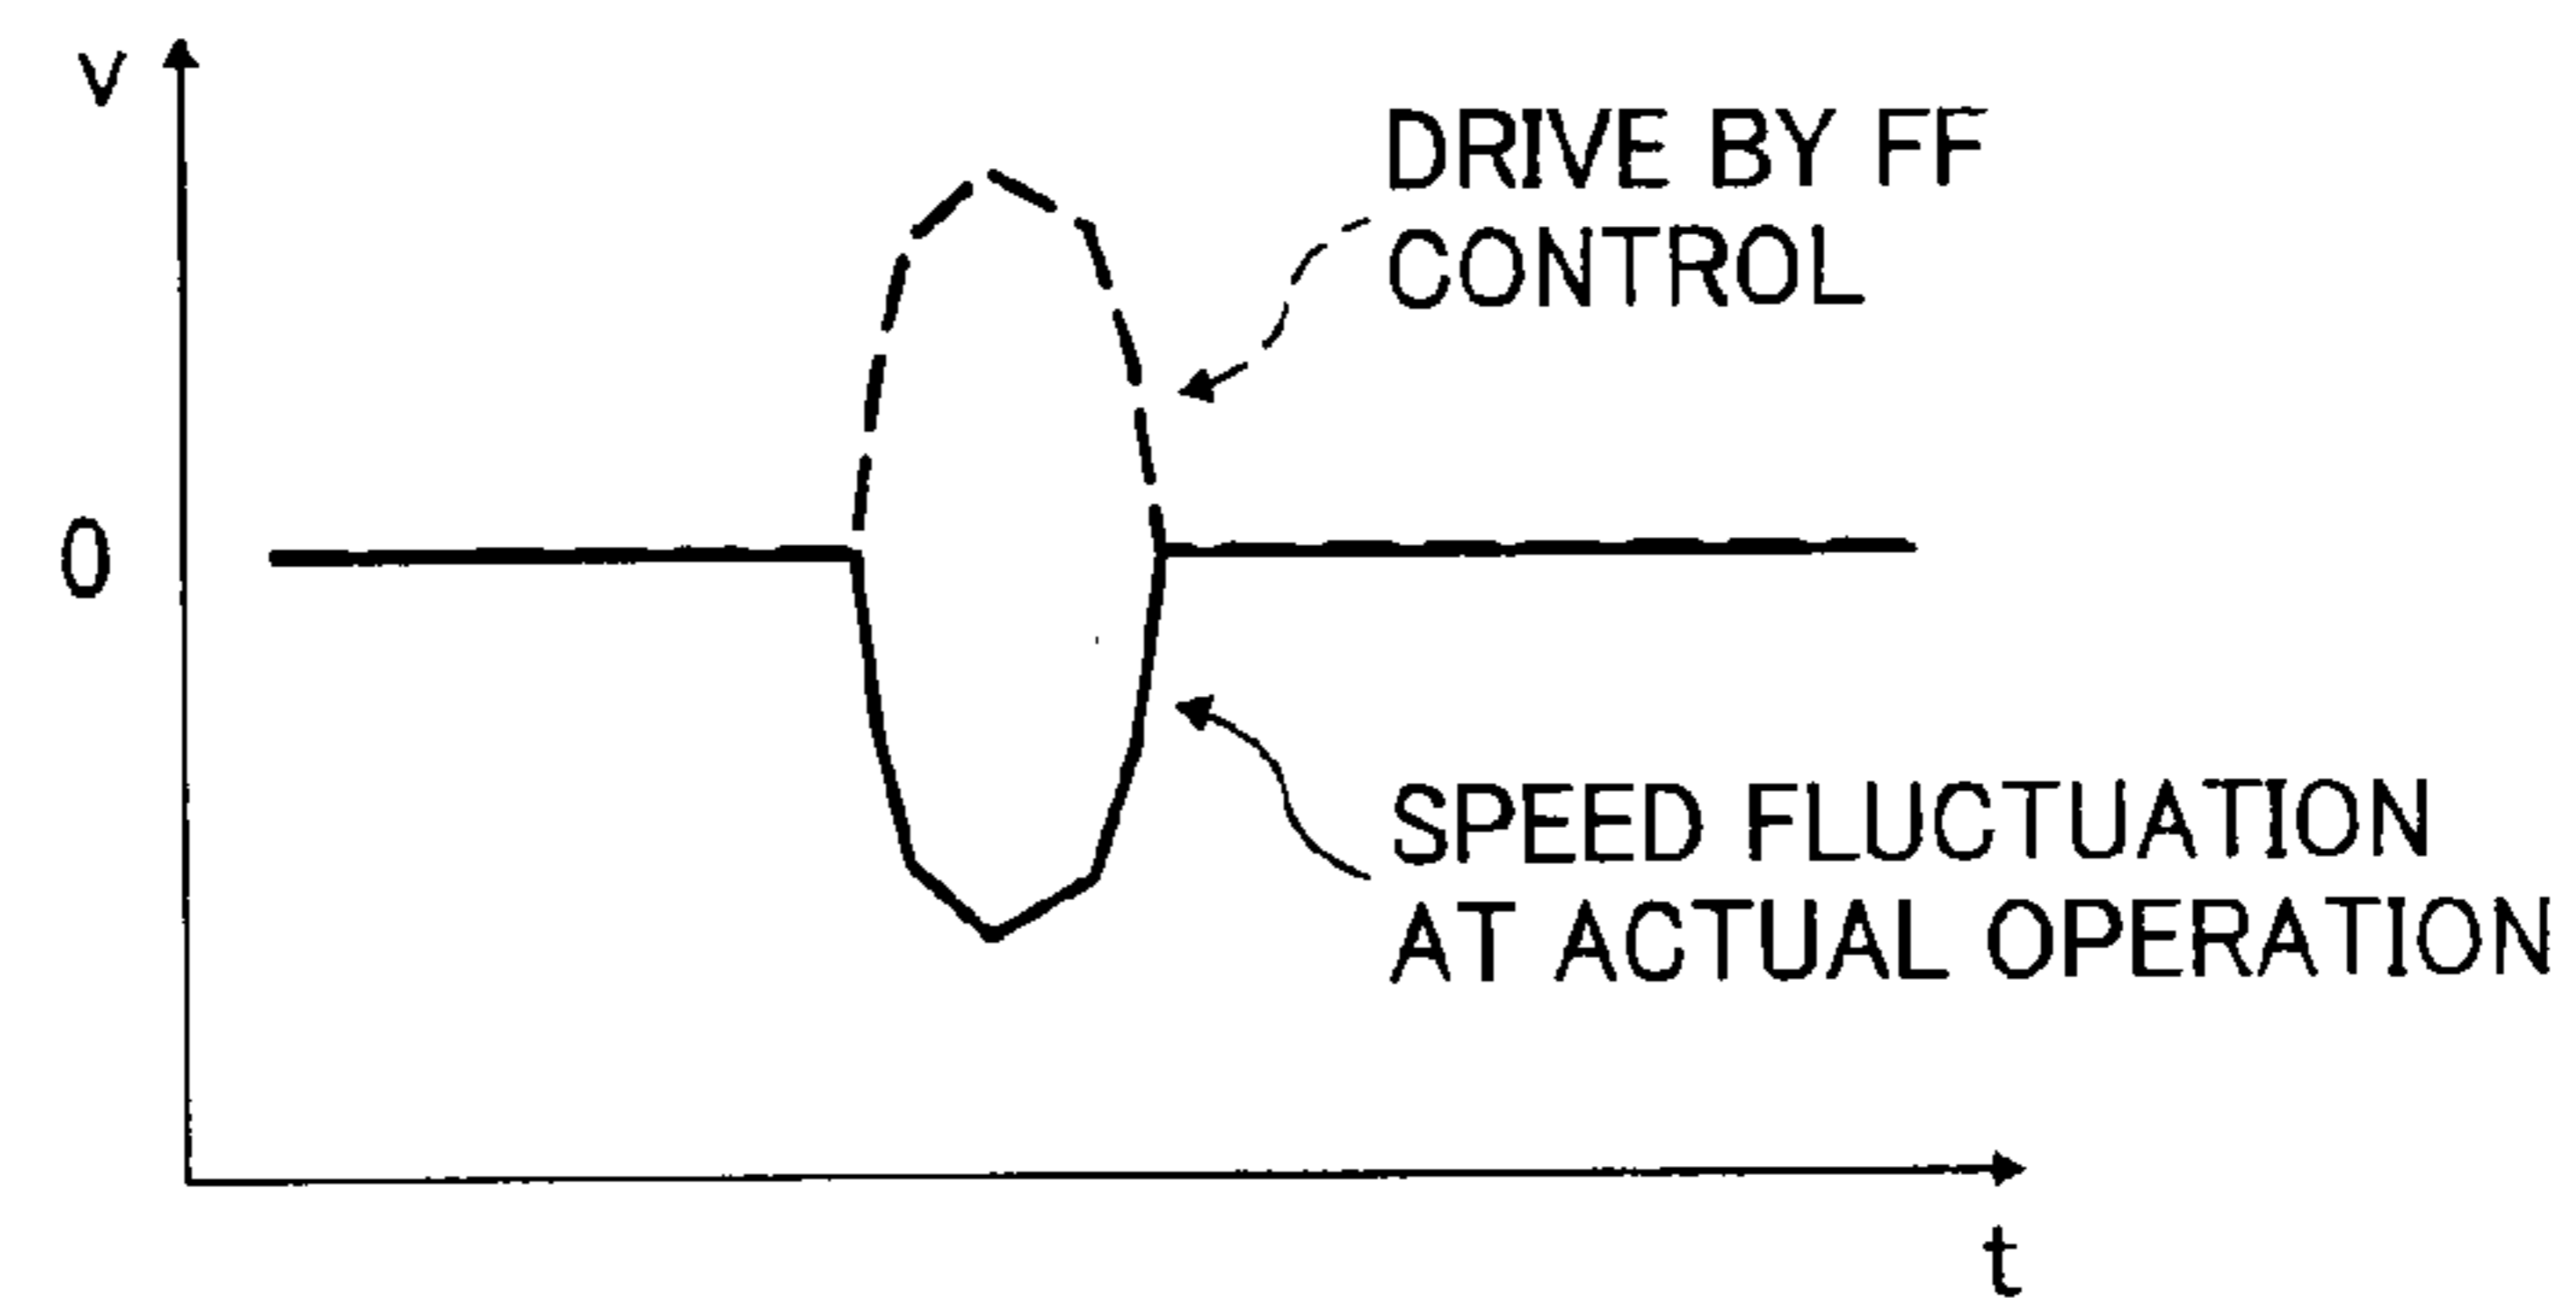 v
DRIVE BY FF
CONTROL
0
SPEED FLUCTUATION
AT ACTUAL OPERATION
t